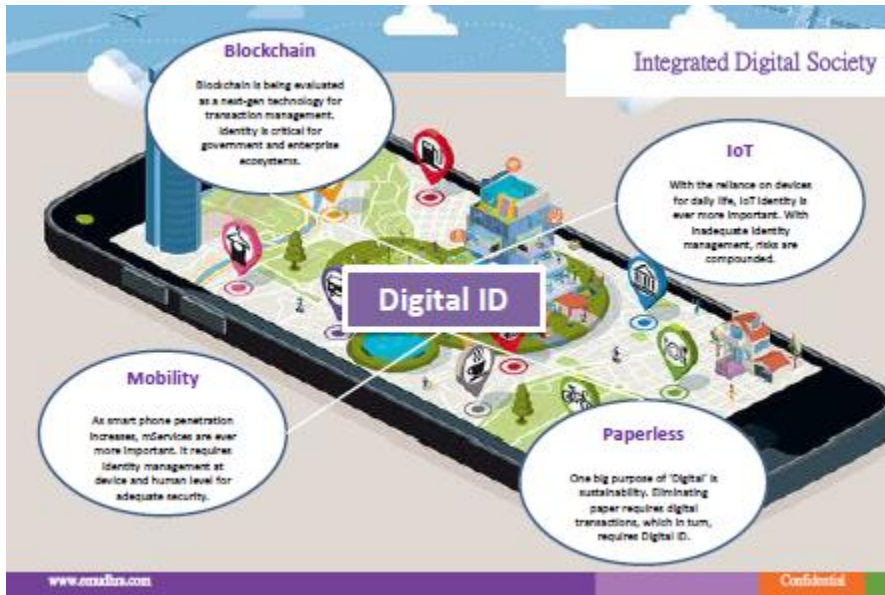 Integrated Digital Society
Blockchain
Blockchain is being evaluated
as a next-gen technology for
transaction management.
Identity is critical for
government and enterprise
ecosystems.
IoT
With the reliance on devices
for daily life, IoT identity is
ever more important. With
inadequate identity
management, risks are
compounded.
Digital ID
Mobility
As smart phone penetration
increases, mServices are ever
more important. It requires
identity management at
device and human level for
adequate security.
Paperless
One big purpose of 'Digital' is
sustainability. Eliminating
paper requires digital
transactions, which in turn,
requires Digital ID.
www.emudhra.com
Confidential